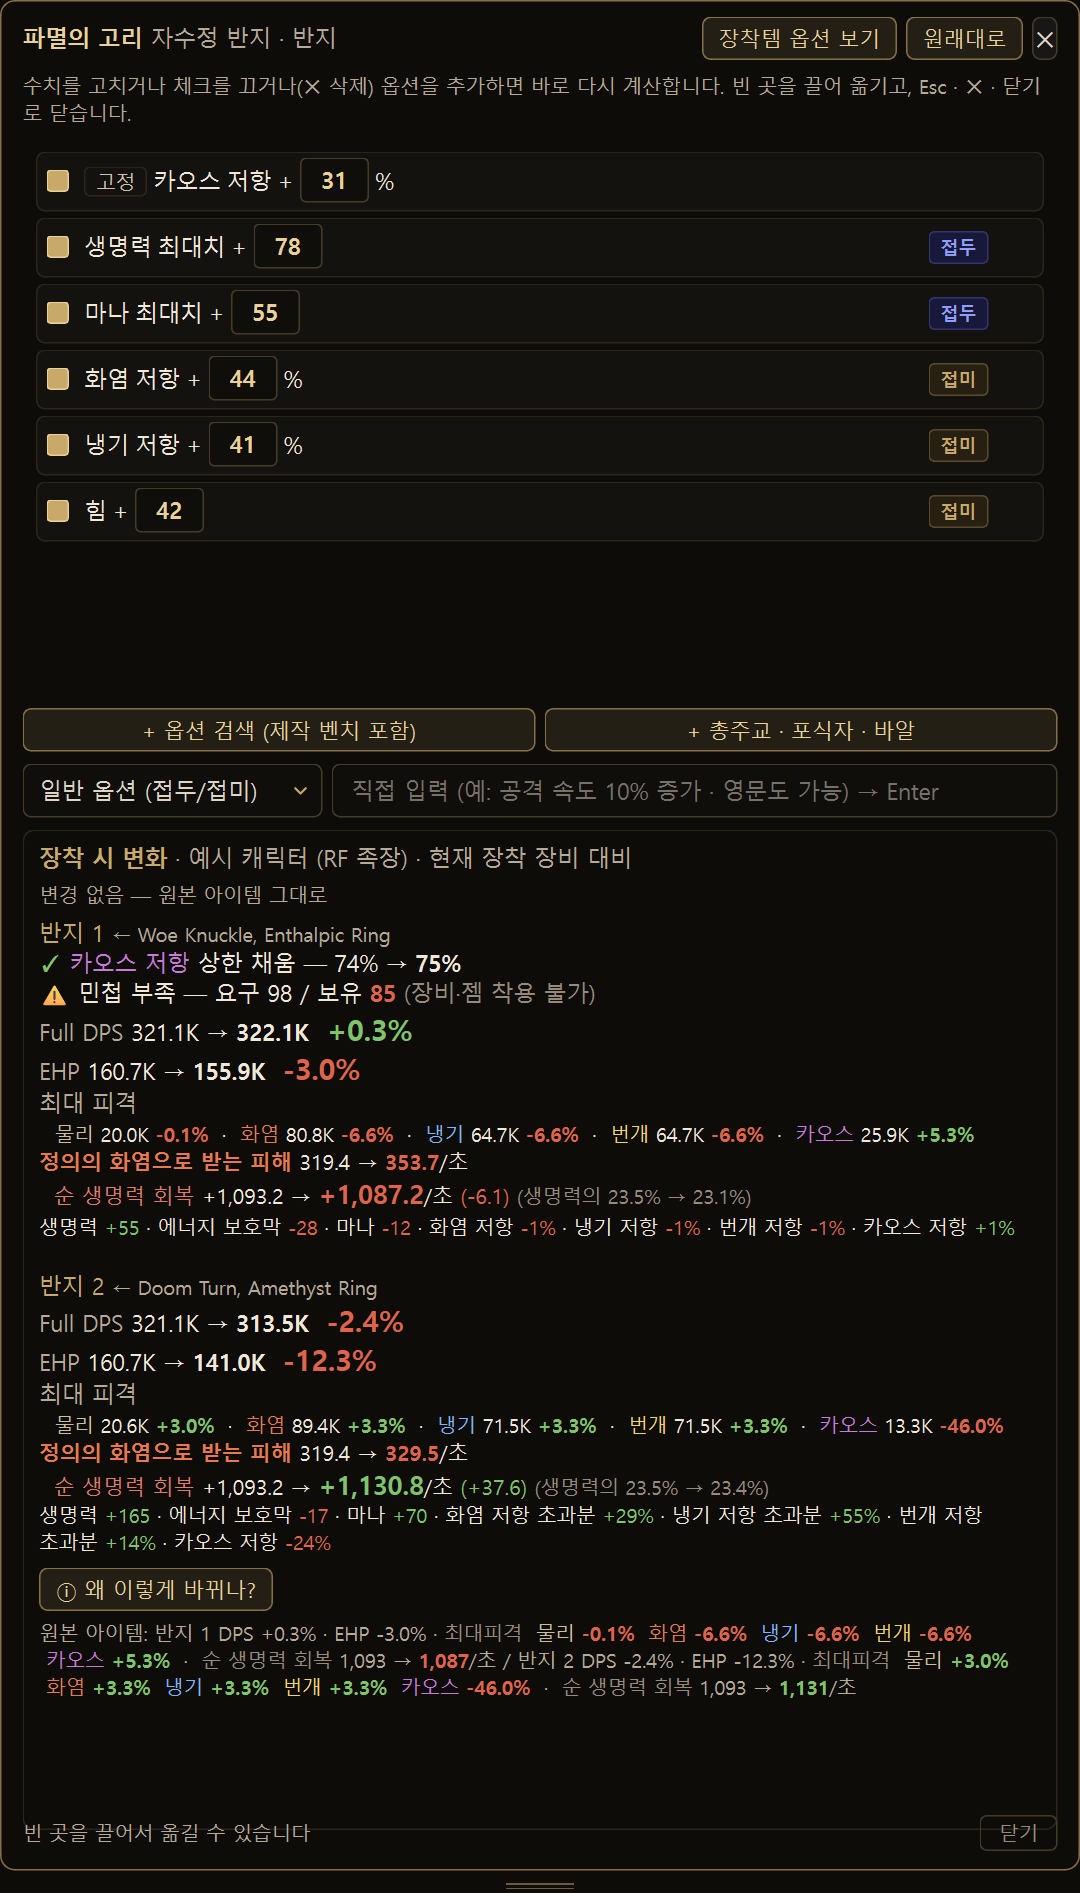 파멸의 고리 자수정 반지 · 반지 장착템 옵션 보기 원래대로 ×
수치를 고치거나 체크를 끄거나(× 삭제) 옵션을 추가하면 바로 다시 계산합니다. 빈 곳을 끌어 옮기고, Esc · × · 닫기
로 닫습니다.
고정 카오스 저항 + 31 %
생명력 최대치 + 78 접두
마나 최대치 + 55 접두
화염 저항 + 44 % 접미
냉기 저항 + 41 % 접미
힘 + 42 접미
+ 옵션 검색 (제작 벤치 포함) + 총주교 · 포식자 · 바알
일반 옵션 (접두/접미) 직접 입력 (예: 공격 속도 10% 증가 · 영문도 가능) → Enter
장착 시 변화 · 예시 캐릭터 (RF 족장) · 현재 장착 장비 대비
변경 없음 — 원본 아이템 그대로
반지 1 ← Woe Knuckle, Enthalpic Ring
✓ 카오스 저항 상한 채움 — 74% → 75%
⚠ 민첩 부족 — 요구 98 / 보유 85 (장비·젬 착용 불가)
Full DPS 321.1K → 322.1K +0.3%
EHP 160.7K → 155.9K -3.0%
최대 피격
물리 20.0K -0.1% · 화염 80.8K -6.6% · 냉기 64.7K -6.6% · 번개 64.7K -6.6% · 카오스 25.9K +5.3%
정의의 화염으로 받는 피해 319.4 → 353.7/초
순 생명력 회복 +1,093.2 → +1,087.2/초 (-6.1) (생명력의 23.5% → 23.1%)
생명력 +55 · 에너지 보호막 -28 · 마나 -12 · 화염 저항 -1% · 냉기 저항 -1% · 번개 저항 -1% · 카오스 저항 +1%
반지 2 ← Doom Turn, Amethyst Ring
Full DPS 321.1K → 313.5K -2.4%
EHP 160.7K → 141.0K -12.3%
최대 피격
물리 20.6K +3.0% · 화염 89.4K +3.3% · 냉기 71.5K +3.3% · 번개 71.5K +3.3% · 카오스 13.3K -46.0%
정의의 화염으로 받는 피해 319.4 → 329.5/초
순 생명력 회복 +1,093.2 → +1,130.8/초 (+37.6) (생명력의 23.5% → 23.4%)
생명력 +165 · 에너지 보호막 -17 · 마나 +70 · 화염 저항 초과분 +29% · 냉기 저항 초과분 +55% · 번개 저항
초과분 +14% · 카오스 저항 -24%
ⓘ 왜 이렇게 바뀌나?
원본 아이템: 반지 1 DPS +0.3% · EHP -3.0% · 최대피격 물리 -0.1% 화염 -6.6% 냉기 -6.6% 번개 -6.6%
카오스 +5.3% · 순 생명력 회복 1,093 → 1,087/초 / 반지 2 DPS -2.4% · EHP -12.3% · 최대피격 물리 +3.0%
화염 +3.3% 냉기 +3.3% 번개 +3.3% 카오스 -46.0% · 순 생명력 회복 1,093 → 1,131/초
빈 곳을 끌어서 옮길 수 있습니다 닫기